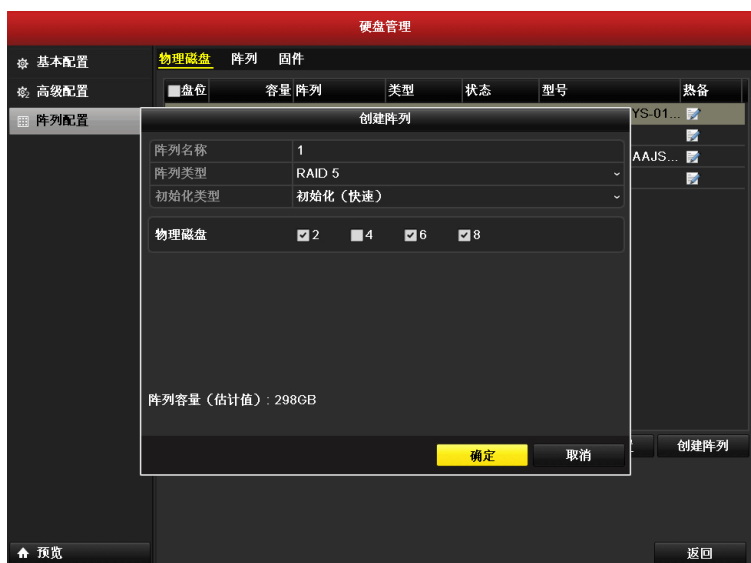 硬盘管理
基本配置
高级配置
阵列配置
物理磁盘 阵列 固件
盘位 容量 阵列 类型 状态 型号 热备
YS-01...
AAJS...
创建阵列
阵列名称 1
阵列类型 RAID 5
初始化类型 初始化（快速）
物理磁盘 2 4 6 8
阵列容量（估计值）: 298GB
确定 取消
创建阵列
预览 返回